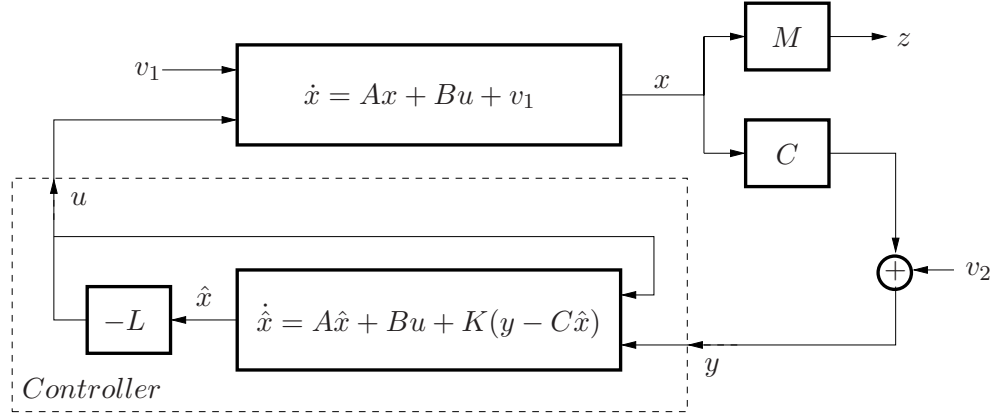 M
z
v₁
ẋ = Ax + Bu + v₁
x
C
u
+
v₂
x̂
−L
x̂̇ = Ax̂ + Bu + K(y − Cx̂)
y
Controller